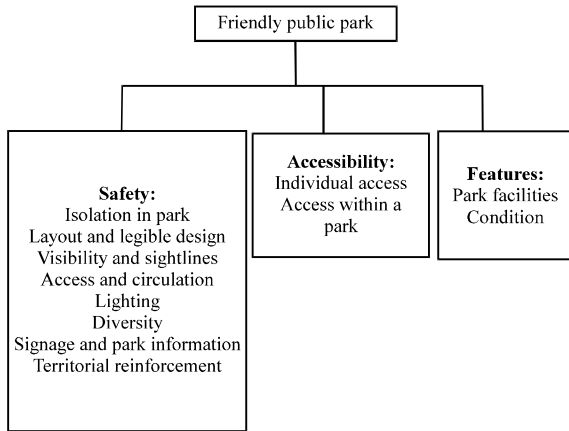 Friendly public park
Safety:
Isolation in park
Layout and legible design
Visibility and sightlines
Access and circulation
Lighting
Diversity
Signage and park information
Territorial reinforcement
Accessibility:
Individual access
Access within a
park
Features:
Park facilities
Condition